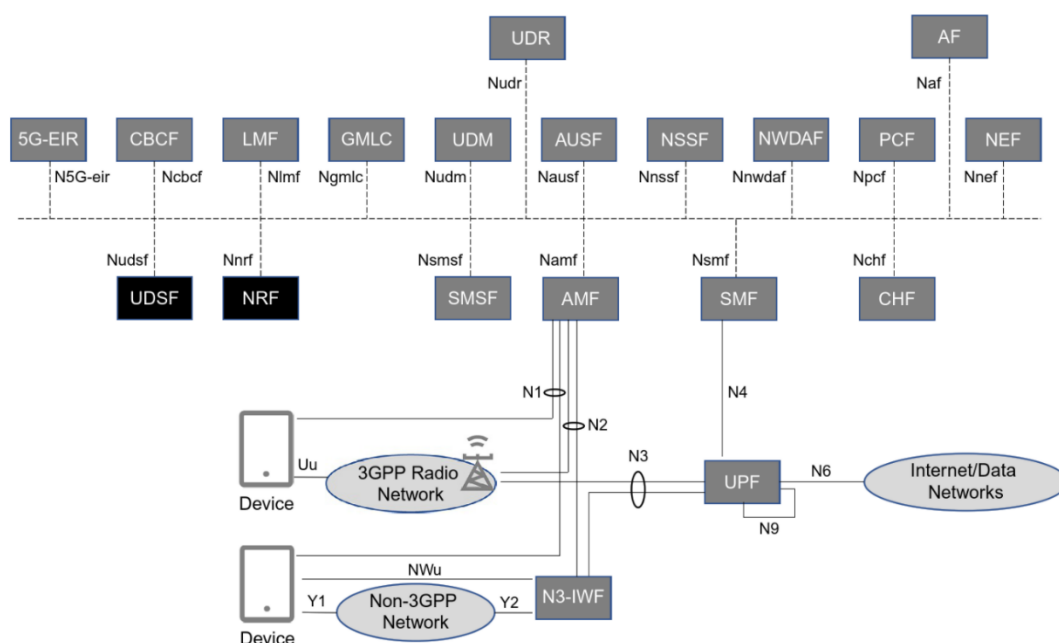 UDR
AF
Nudr
Naf
5G-EIR
CBCF
LMF
GMLC
UDM
AUSF
NSSF
NWDAF
PCF
NEF
N5G-eir
Ncbcf
Nlmf
Ngmlc
Nudm
Nausf
Nnssf
Nnwdaf
Npcf
Nnef
Nudsf
Nnrf
Nsmsf
Namf
Nsmf
Nchf
UDSF
NRF
SMSF
AMF
SMF
CHF
N1
N4
N2
Uu
3GPP Radio
Network
N3
UPF
N6
Internet/Data
Networks
Device
N9
NWu
Y1
Non-3GPP
Network
Y2
N3-IWF
Device